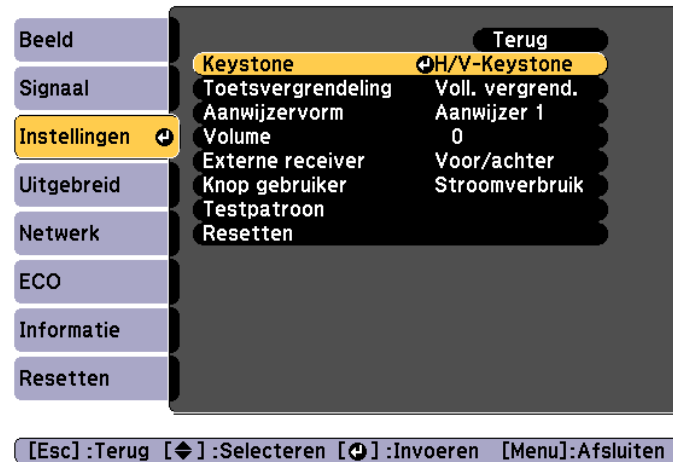 Beeld
Signaal
Instellingen
Uitgebreid
Netwerk
ECO
Informatie
Resetten
Terug
Keystone H/V-Keystone
Toetsvergrendeling Voll. vergrend.
Aanwijzervorm Aanwijzer 1
Volume 0
Externe receiver Voor/achter
Knop gebruiker Stroomverbruik
Testpatroon
Resetten
[Esc] :Terug [◆] :Selecteren [⏎] :Invoeren [Menu]:Afsluiten